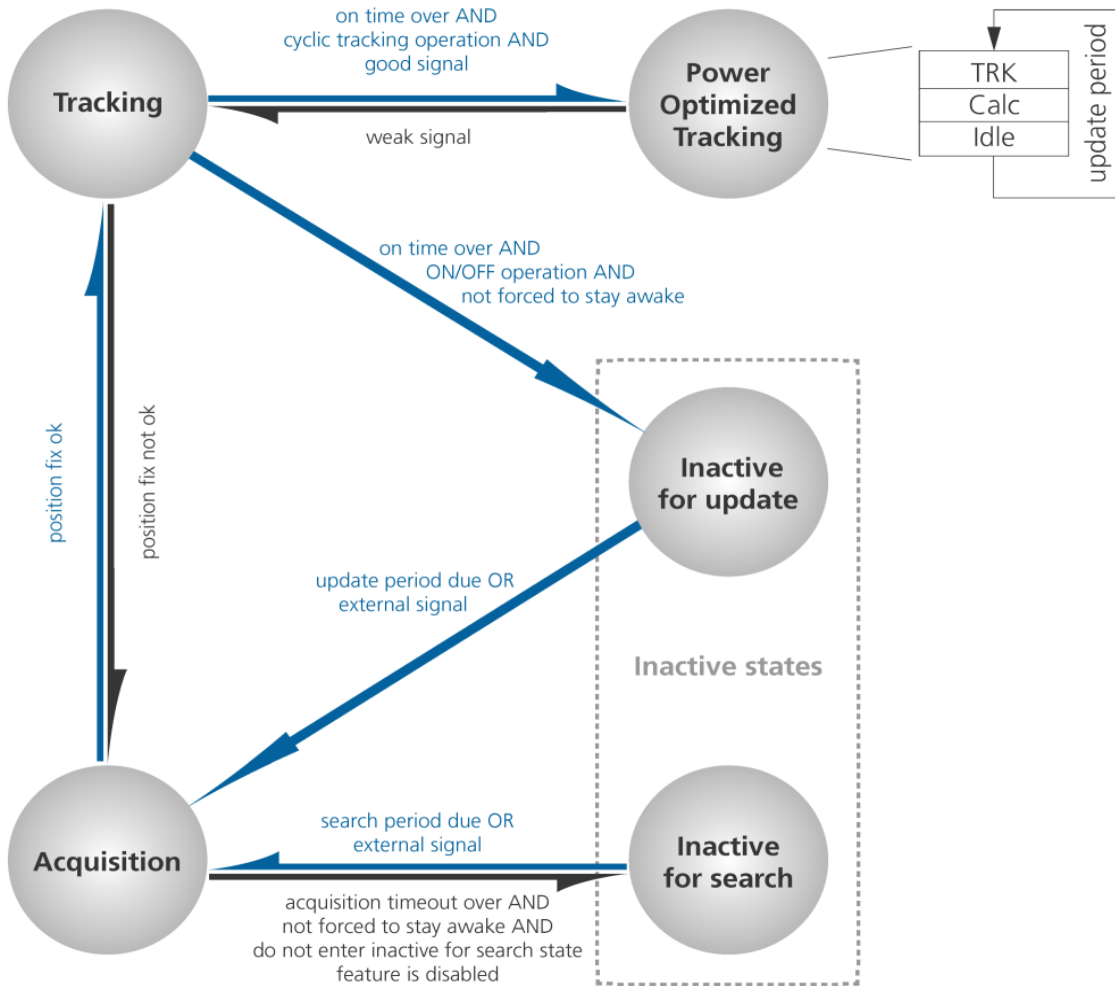 on time over AND
cyclic tracking operation AND
good signal
Tracking
Power
Optimized
Tracking
weak signal
TRK
Calc
Idle
update period
on time over AND
ON/OFF operation AND
not forced to stay awake
position fix ok
position fix not ok
Inactive
for update
update period due OR
external signal
Inactive states
search period due OR
external signal
Acquisition
Inactive
for search
acquisition timeout over AND
not forced to stay awake AND
do not enter inactive for search state
feature is disabled